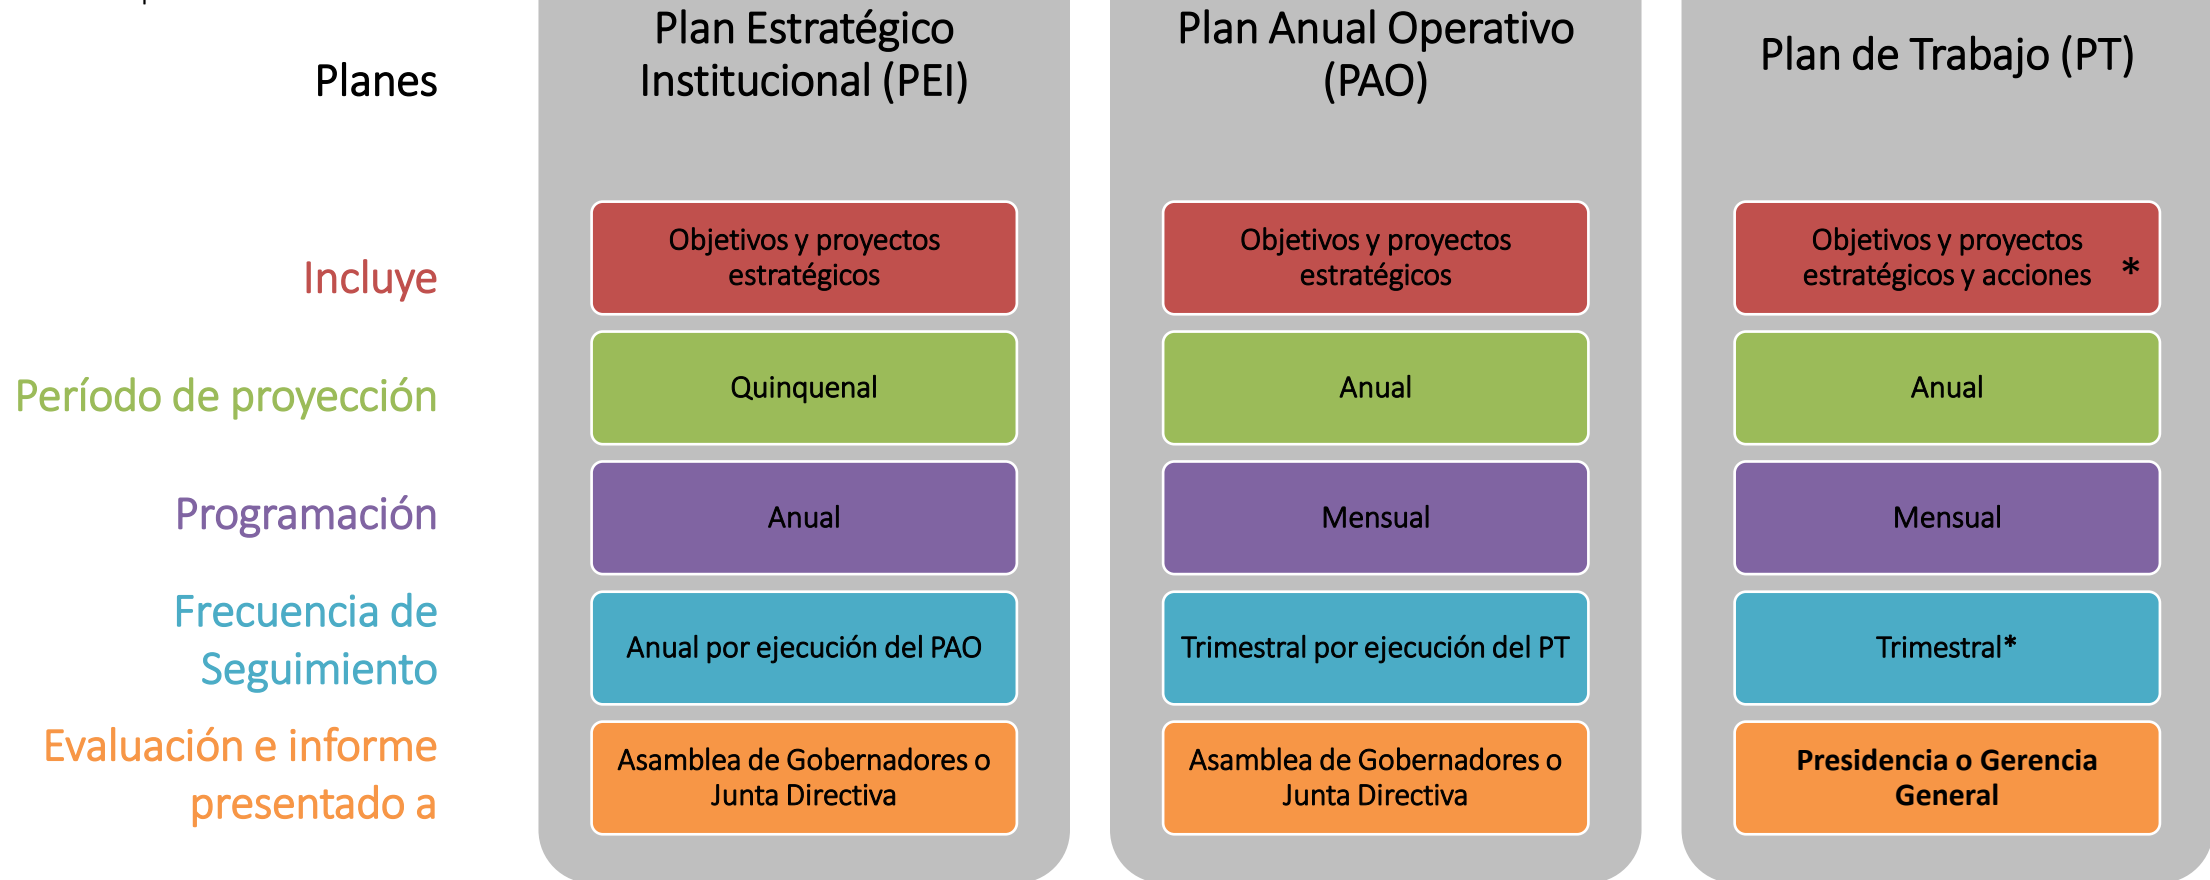 Planes
Plan Estratégico
Institucional (PEI)
Plan Anual Operativo
(PAO)
Plan de Trabajo (PT)
Incluye
Objetivos y proyectos
estratégicos
Objetivos y proyectos
estratégicos
Objetivos y proyectos
estratégicos y acciones *
Período de proyección
Quinquenal
Anual
Anual
Programación
Anual
Mensual
Mensual
Frecuencia de
Seguimiento
Anual por ejecución del PAO
Trimestral por ejecución del PT
Trimestral*
Evaluación e informe
presentado a
Asamblea de Gobernadores o
Junta Directiva
Asamblea de Gobernadores o
Junta Directiva
Presidencia o Gerencia
General